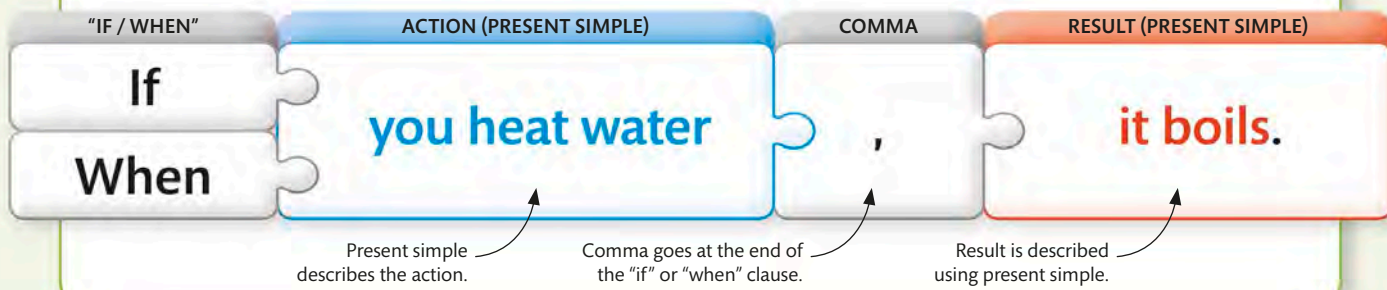 "IF / WHEN" ACTION (PRESENT SIMPLE) COMMA RESULT (PRESENT SIMPLE)
If
When
you heat water , it boils.
Present simple
describes the action.
Comma goes at the end of
the "if" or "when" clause.
Result is described
using present simple.